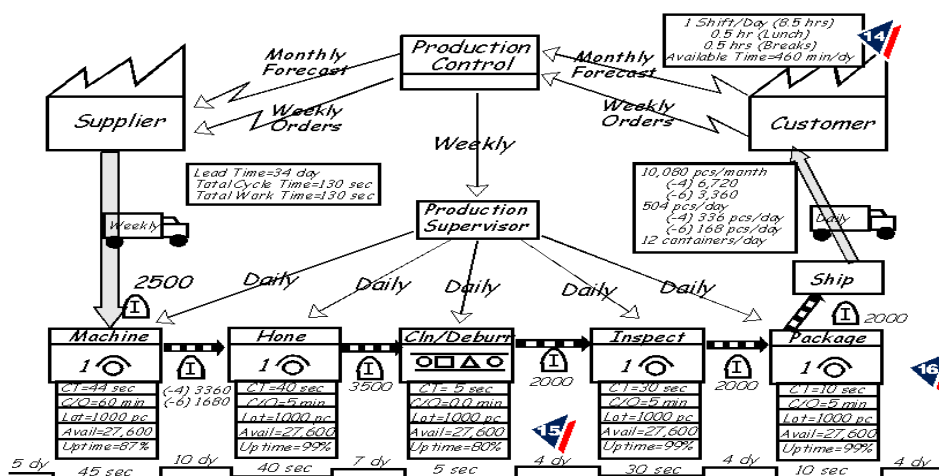 1 Shift/Day (8.5 hrs)
0.5 hr (Lunch)
0.5 hrs (Breaks)
Available Time=460 min/dy
14
Production
Control
Monthly
Forecast
Weekly
Orders
Monthly
Forecast
Weekly
Orders
Supplier
Customer
Weekly
Lead Time=34 day
TatalCycle Time=130 sec
Tatal Work Time=130 sec
10,080 pcs/month
(-4) 6,720
(-6) 3,360
504 pcs/day
(-4) 336 pcs/day
(-6) 168 pcs/day
12 containers/day
Production
Supervisor
Weekly
Daily
Ship
Daily
Daily
Daily
Daily
Daily
2500
I
I
2000
Machine
1
CT=44 sec
C/O=60 min
Lot=1000 pc
Avail=27,600
Uptime=87%
I
(-4) 3360
(-6) 1680
Hone
1
CT=40 sec
C/O=5 min
Lot=1000 pc
Avail=27,600
Uptime=99%
I
3500
Cln/Deburr
CT= 5 sec
C/O=0.0 min
Lot=1000 pc
Avail=27,600
Uptime=80%
I
2000
15
Inspect
1
CT=30 sec
C/O=5 min
Lot=1000 pc
Avail=27,600
Uptime=99%
I
2000
Package
1
CT=10 sec
C/O=5 min
Lot=1000 pc
Avail=27,600
Uptime=99%
16
5 dy
45 sec
10 dy
40 sec
7 dy
5 sec
4 dy
30 sec
4 dy
10 sec
4 dy